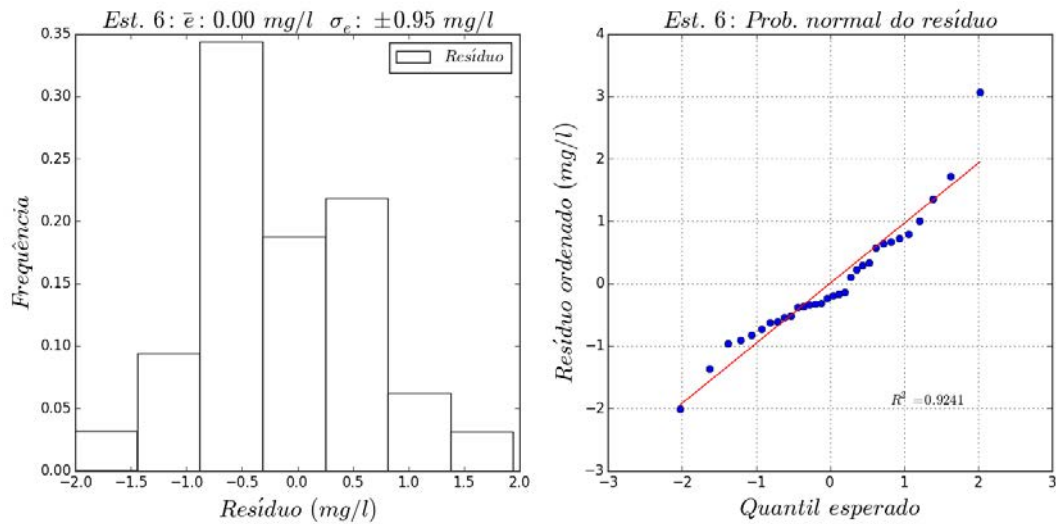 Est. 6: ē: 0.00 mg/l σₑ: ±0.95 mg/l
0.35
0.30
0.25
0.20
0.15
0.10
0.05
0.00
Frequência
Resíduo
−2.0 −1.5 −1.0 −0.5 0.0 0.5 1.0 1.5 2.0
Resíduo (mg/l)
Est. 6: Prob. normal do resíduo
4
3
2
1
0
−1
−2
−3
Resíduo ordenado (mg/l)
R² =0.9241
−3 −2 −1 0 1 2 3
Quantil esperado